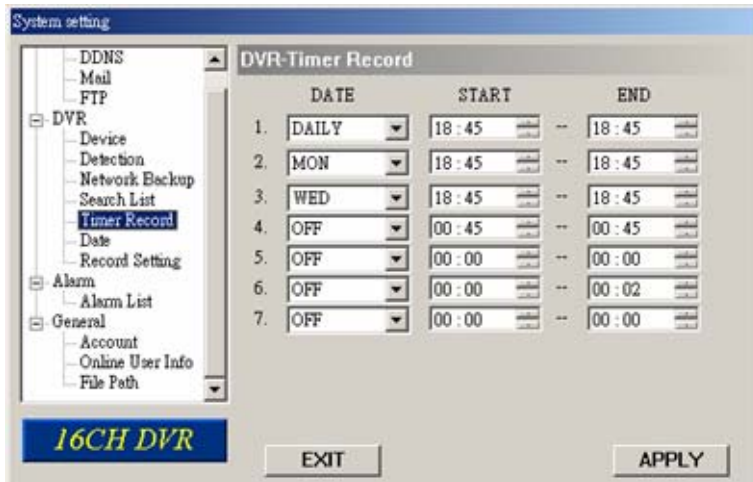 System setting
DDNS
Mail
FTP
DVR
Device
Detection
Network Backup
Search List
Timer Record
Date
Record Setting
Alarm
Alarm List
General
Account
Online User Info
File Path
16CH DVR
DVR-Timer Record
DATE START END
1. DAILY 18 : 45 -- 18 : 45
2. MON 18 : 45 -- 18 : 45
3. WED 18 : 45 -- 18 : 45
4. OFF 00 : 45 -- 00 : 45
5. OFF 00 : 00 -- 00 : 00
6. OFF 00 : 00 -- 00 : 02
7. OFF 00 : 00 -- 00 : 00
EXIT APPLY